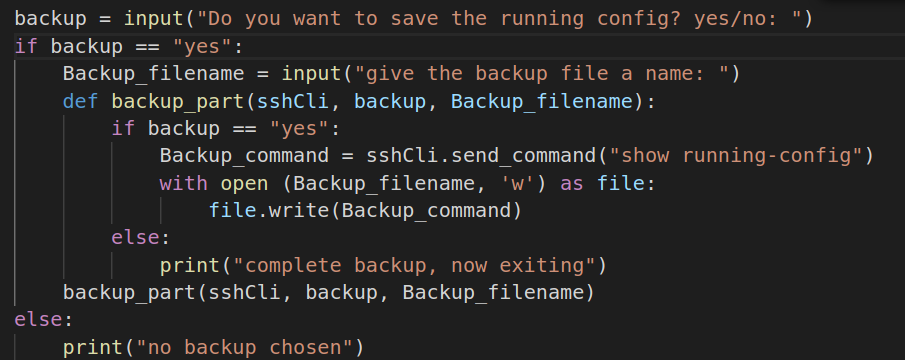 backup = input("Do you want to save the running config? yes/no: ")
if backup == "yes":
    Backup_filename = input("give the backup file a name: ")
    def backup_part(sshCli, backup, Backup_filename):
        if backup == "yes":
            Backup_command = sshCli.send_command("show running-config")
            with open (Backup_filename, 'w') as file:
                file.write(Backup_command)
        else:
            print("complete backup, now exiting")
    backup_part(sshCli, backup, Backup_filename)
else:
    print("no backup chosen")